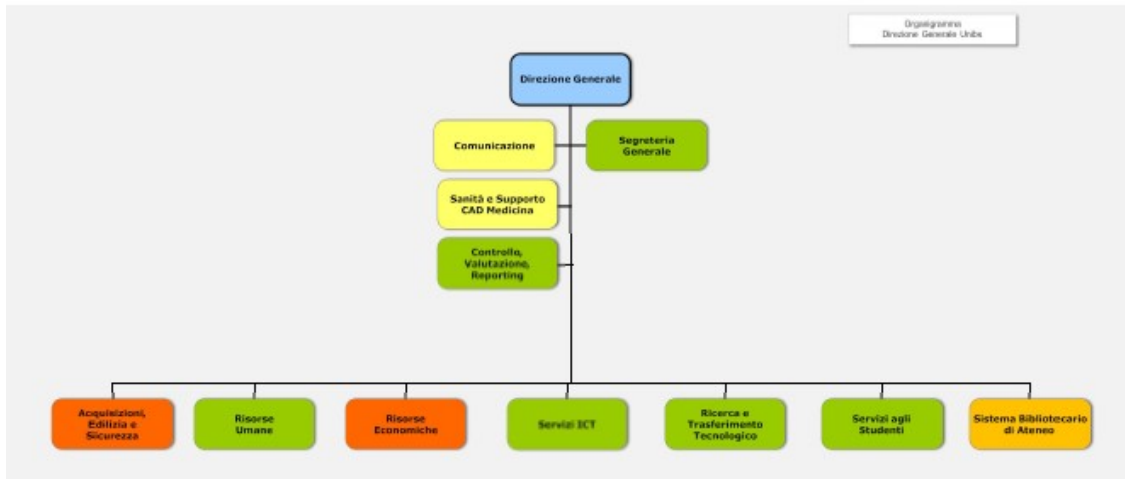 Organigramma
Direzione Generale Unibs
Direzione Generale
Comunicazione
Segreteria
Generale
Sanità e Supporto
CAD Medicina
Controllo,
Valutazione,
Reporting
Acquisizioni,
Edilizia e
Sicurezza
Risorse
Umane
Risorse
Economiche
Servizi ICT
Ricerca e
Trasferimento
Tecnologico
Servizi agli
Studenti
Sistema Bibliotecario
di Ateneo